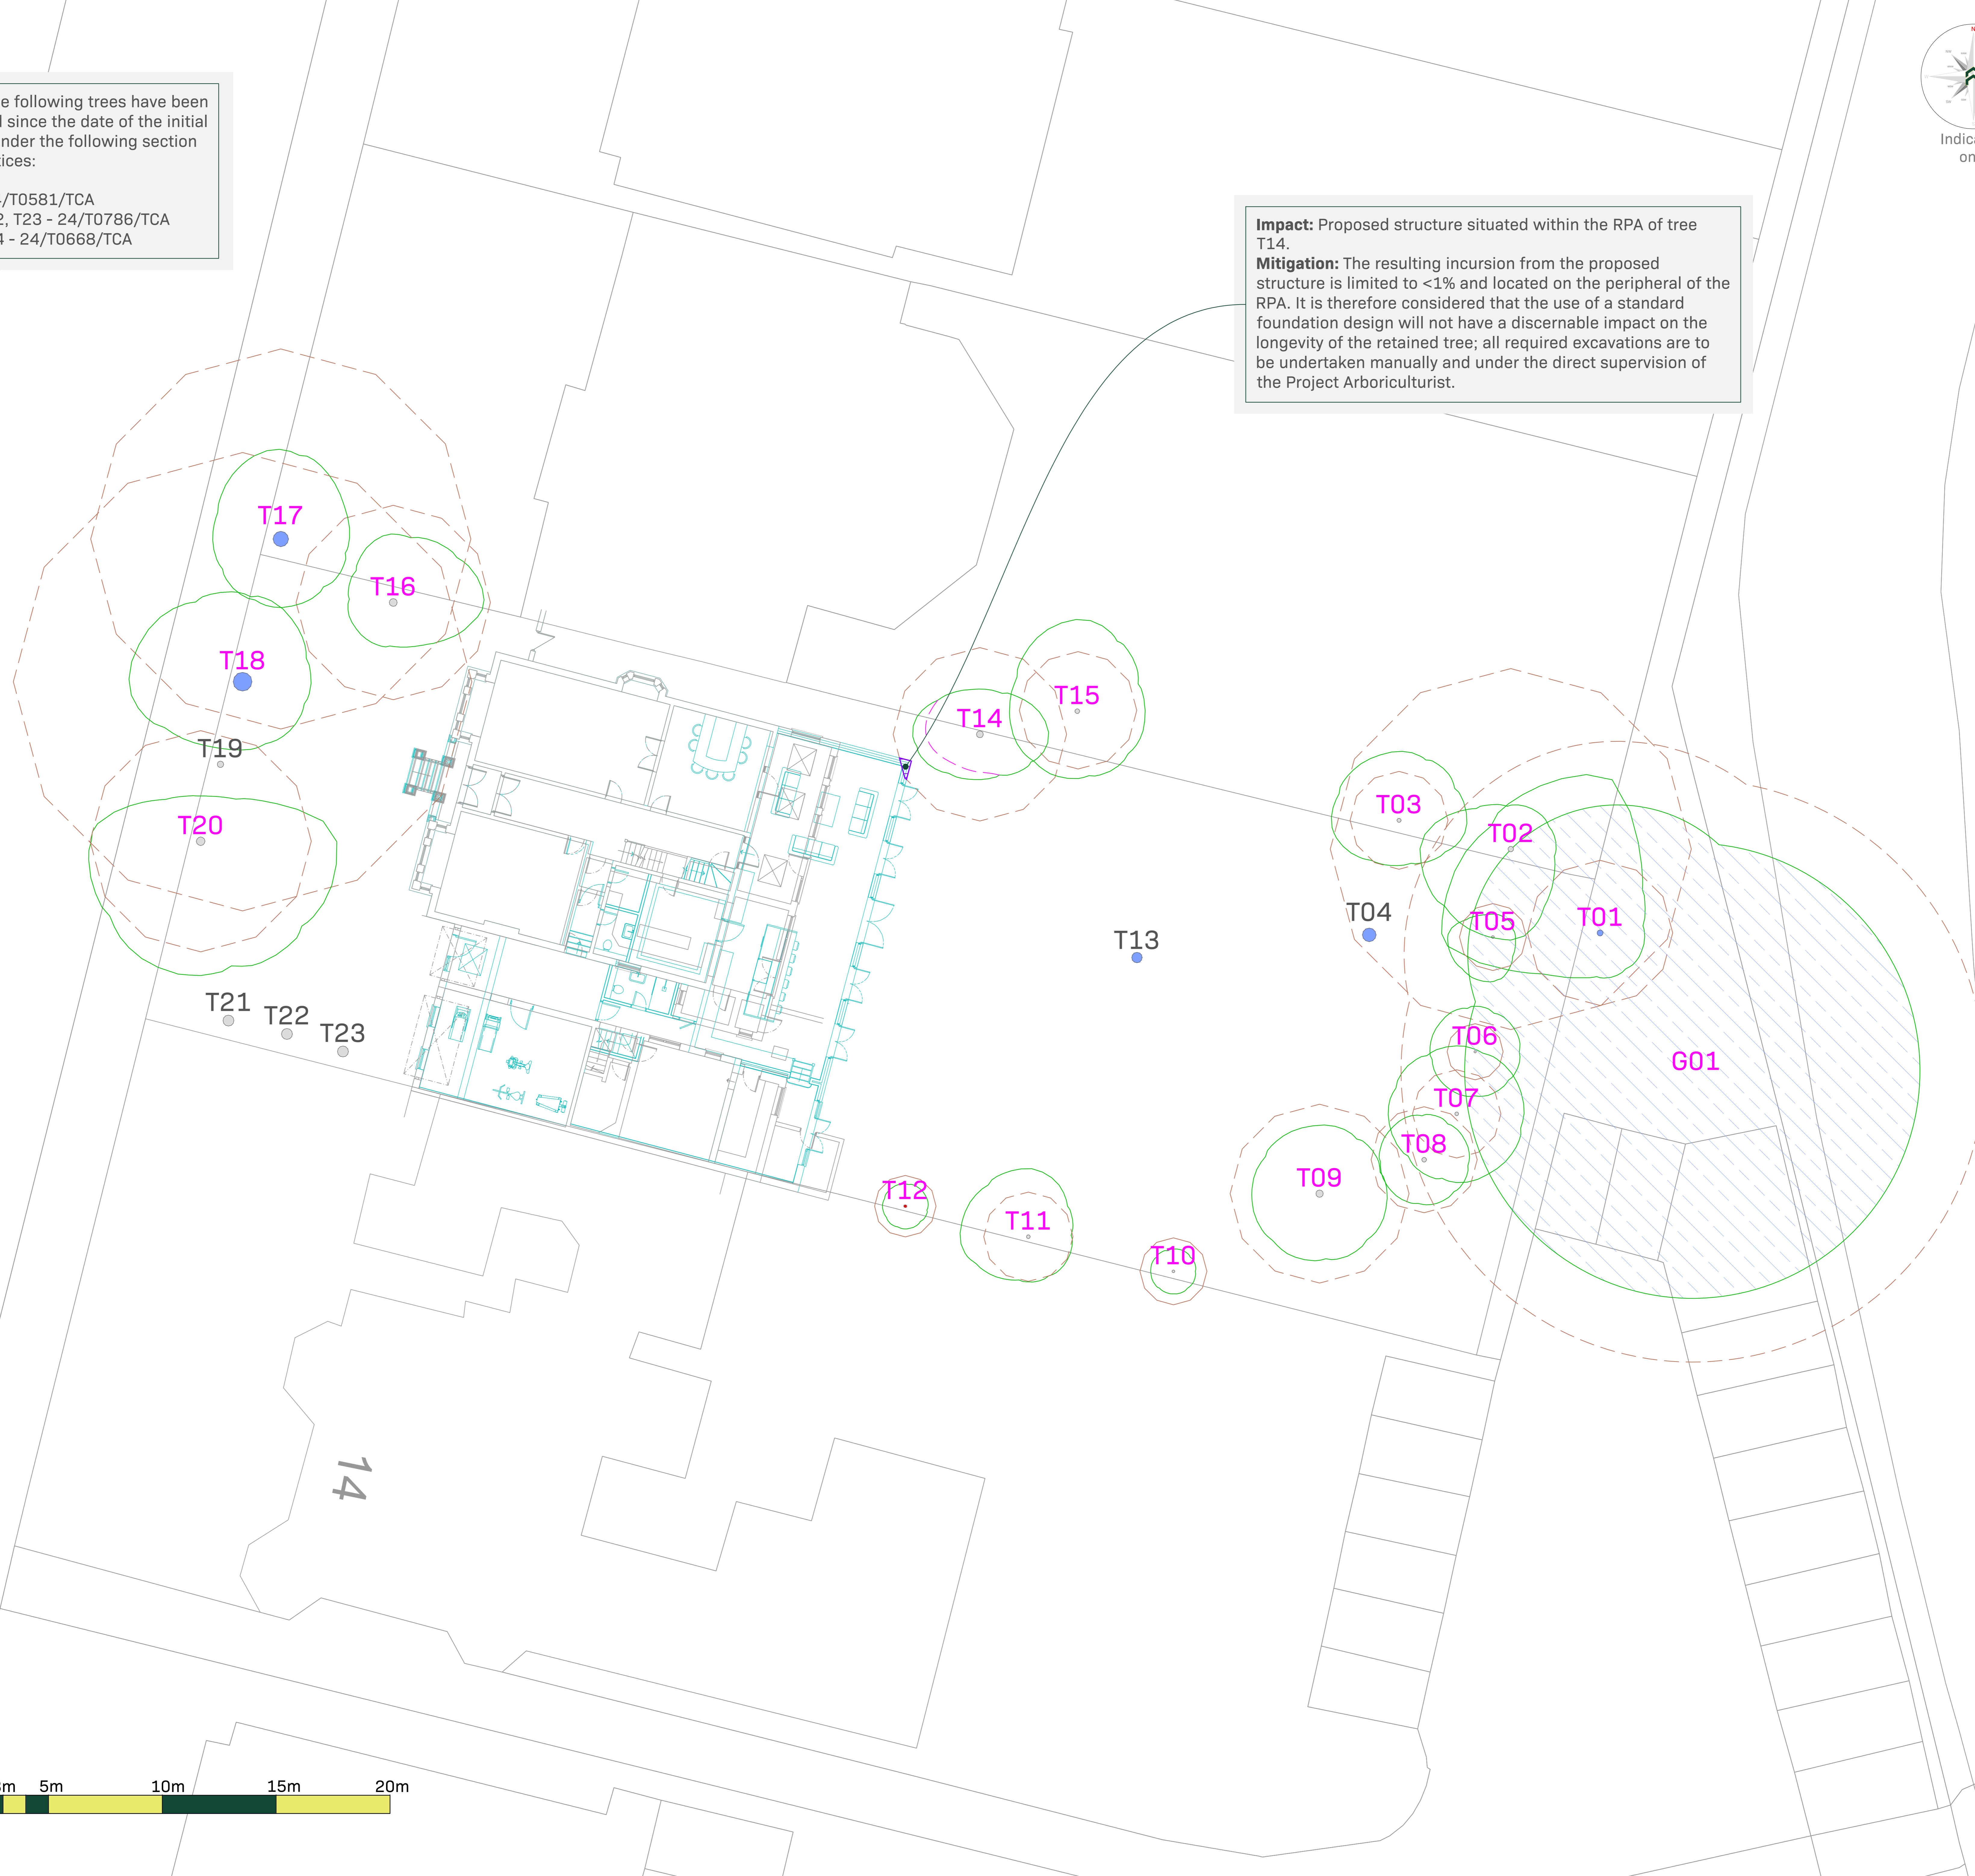 e following trees have been
since the date of the initial
nder the following section
ices:
/T0581/TCA
2, T23 - 24/T0786/TCA
4 - 24/T0668/TCA
N
Indica
on
Impact: Proposed structure situated within the RPA of tree
T14.
Mitigation: The resulting incursion from the proposed
structure is limited to <1% and located on the peripheral of the
RPA. It is therefore considered that the use of a standard
foundation design will not have a discernable impact on the
longevity of the retained tree; all required excavations are to
be undertaken manually and under the direct supervision of
the Project Arboriculturist.
T17
T16
T18
T19
T20
T21
T22
T23
T14
T15
T13
T03
T02
T04
T05
T01
T06
G01
T07
T08
T09
T12
T11
T10
14
m 5m 10m 15m 20m